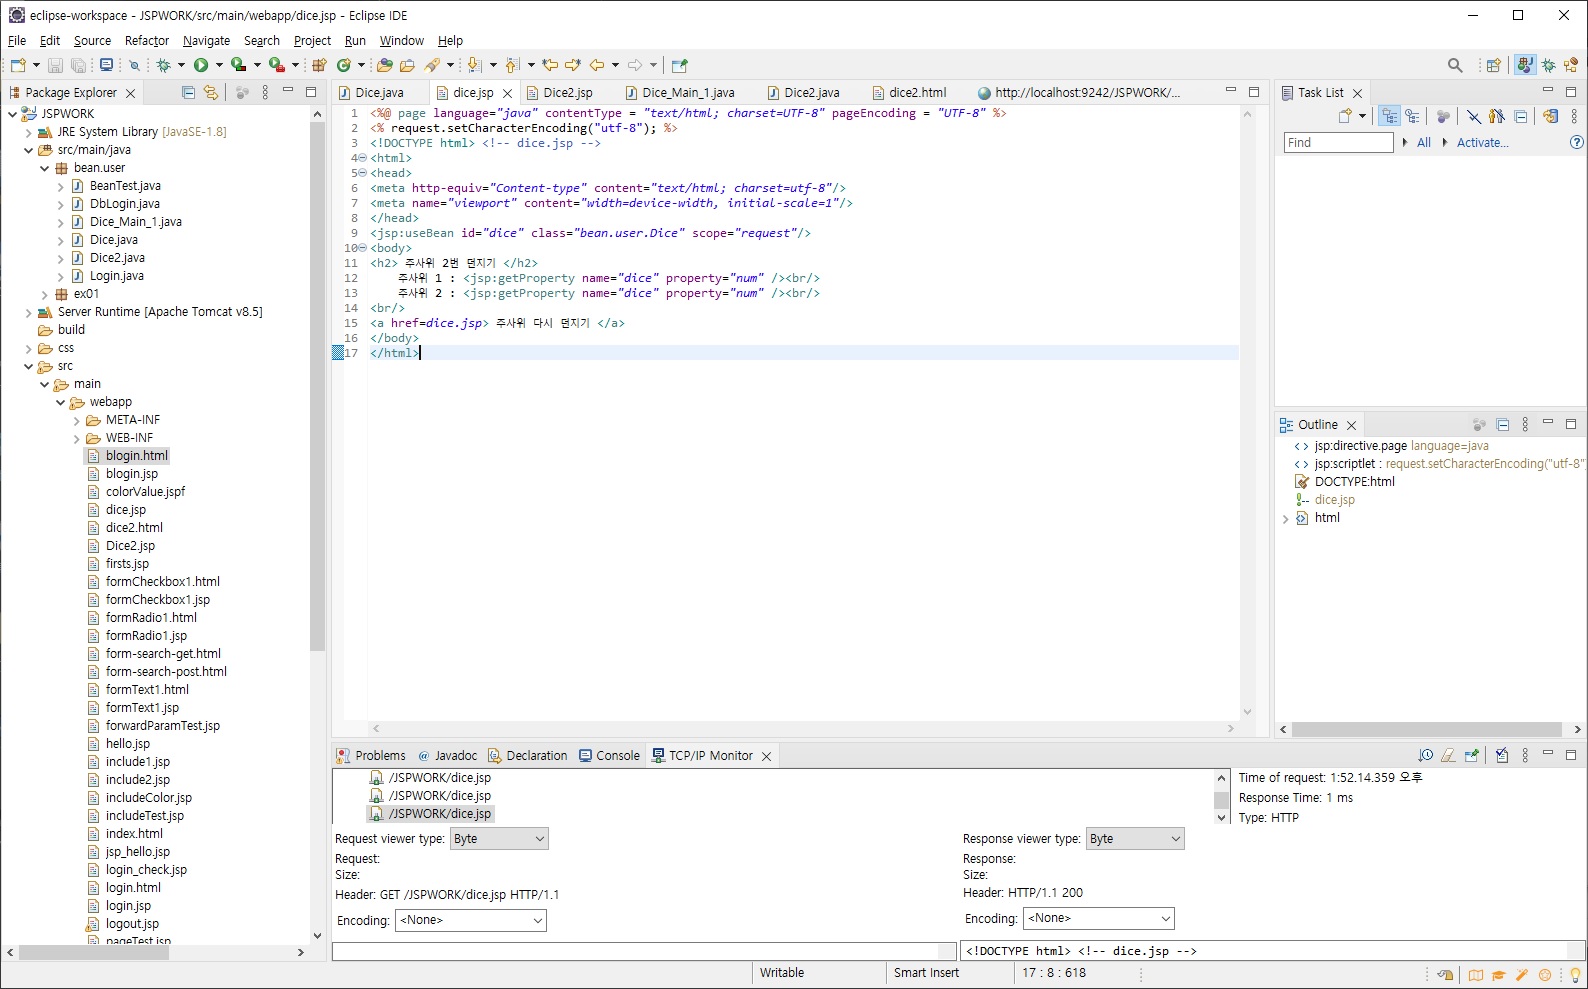 eclipse-workspace - JSPWORK/src/main/webapp/dice.jsp - Eclipse IDE
File Edit Source Refactor Navigate Search Project Run Window Help
Package Explorer
JSPWORK
JRE System Library [JavaSE-1.8]
src/main/java
bean.user
BeanTest.java
DbLogin.java
Dice_Main_1.java
Dice.java
Dice2.java
Login.java
ex01
Server Runtime [Apache Tomcat v8.5]
build
css
src
main
webapp
META-INF
WEB-INF
blogin.html
blogin.jsp
colorValue.jspf
dice.jsp
dice2.html
Dice2.jsp
firsts.jsp
formCheckbox1.html
formCheckbox1.jsp
formRadio1.html
formRadio1.jsp
form-search-get.html
form-search-post.html
formText1.html
formText1.jsp
forwardParamTest.jsp
hello.jsp
include1.jsp
include2.jsp
includeColor.jsp
includeTest.jsp
index.html
jsp_hello.jsp
login_check.jsp
login.html
login.jsp
logout.jsp
pageTest.jsp
Dice.java dice.jsp Dice2.jsp Dice_Main_1.java Dice2.java dice2.html http://localhost:9242/JSPWORK/...
1 <%@ page language="java" contentType = "text/html; charset=UTF-8" pageEncoding = "UTF-8" %>
2 <% request.setCharacterEncoding("utf-8"); %>
3 <!DOCTYPE html> <!-- dice.jsp -->
4 <html>
5 <head>
6 <meta http-equiv="Content-type" content="text/html; charset=utf-8"/>
7 <meta name="viewport" content="width=device-width, initial-scale=1"/>
8 </head>
9 <jsp:useBean id="dice" class="bean.user.Dice" scope="request"/>
10 <body>
11 <h2> 주사위 2번 던지기 </h2>
12 주사위 1 : <jsp:getProperty name="dice" property="num" /><br/>
13 주사위 2 : <jsp:getProperty name="dice" property="num" /><br/>
14 <br/>
15 <a href=dice.jsp> 주사위 다시 던지기 </a>
16 </body>
17 </html>
Task List
Find All Activate...
Outline
jsp:directive.page language=java
jsp:scriptlet : request.setCharacterEncoding("utf-8"
DOCTYPE:html
dice.jsp
html
Problems @ Javadoc Declaration Console TCP/IP Monitor
/JSPWORK/dice.jsp
/JSPWORK/dice.jsp
/JSPWORK/dice.jsp
Time of request: 1:52.14.359 오후
Response Time: 1 ms
Type: HTTP
Request viewer type: Byte
Request:
Size:
Header: GET /JSPWORK/dice.jsp HTTP/1.1
Encoding: <None>
Response viewer type: Byte
Response:
Size:
Header: HTTP/1.1 200
Encoding: <None>
<!DOCTYPE html> <!-- dice.jsp -->
Writable Smart Insert 17 : 8 : 618